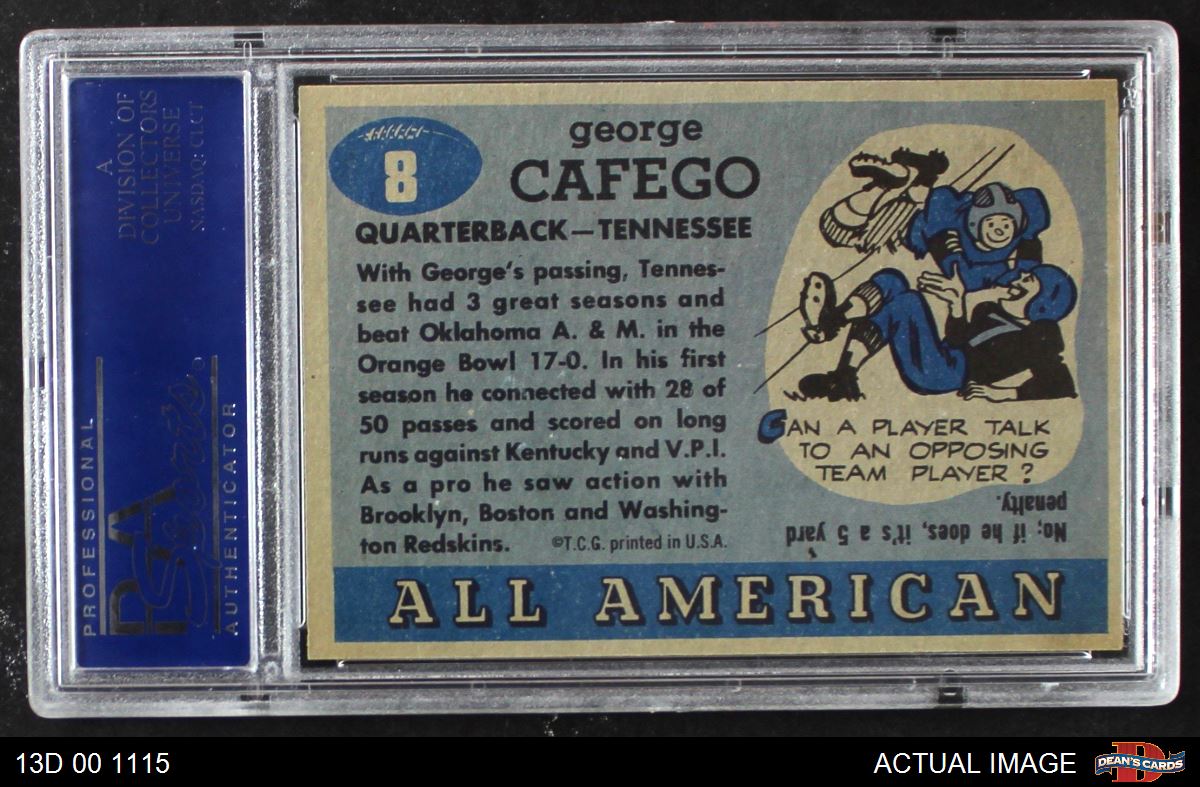 A
DIVISION OF
COLLECTORS
UNIVERSE
NASDAQ: CLCT
PROFESSIONAL
PSA
Sports
AUTHENTICATOR
8
george
CAFEGO
QUARTERBACK—TENNESSEE
With George's passing, Tennes-
see had 3 great seasons and
beat Oklahoma A. & M. in the
Orange Bowl 17-0. In his first
season he connected with 28 of
50 passes and scored on long
runs against Kentucky and V.P.I.
As a pro he saw action with
Brooklyn, Boston and Washing-
ton Redskins.
©T.C.G. printed in U.S.A.
7
CAN A PLAYER TALK
TO AN OPPOSING
TEAM PLAYER?
No; if he does, it's a 5 yard
penalty.
ALL AMERICAN
13D 00 1115
ACTUAL IMAGE
D
DEAN'S CARDS